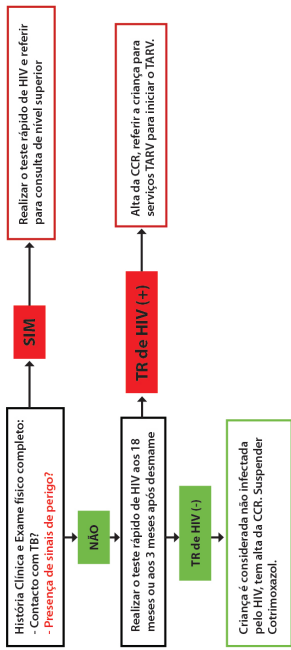 História Clínica e Exame físico completo:
- Contacto com TB?
- Presença de sinais de perigo?
SIM
Realizar o teste rápido de HIV e referir
para consulta de nível superior
NÃO
Realizar o teste rápido de HIV aos 18
meses ou aos 3 meses após desmame
TR de HIV (+)
Alta da CCR, referir a criança para
serviços TARV para iniciar o TARV.
TR de HIV (-)
Criança é considerada não infectada
pelo HIV, tem alta da CCR. Suspender
Cotrimoxazol.